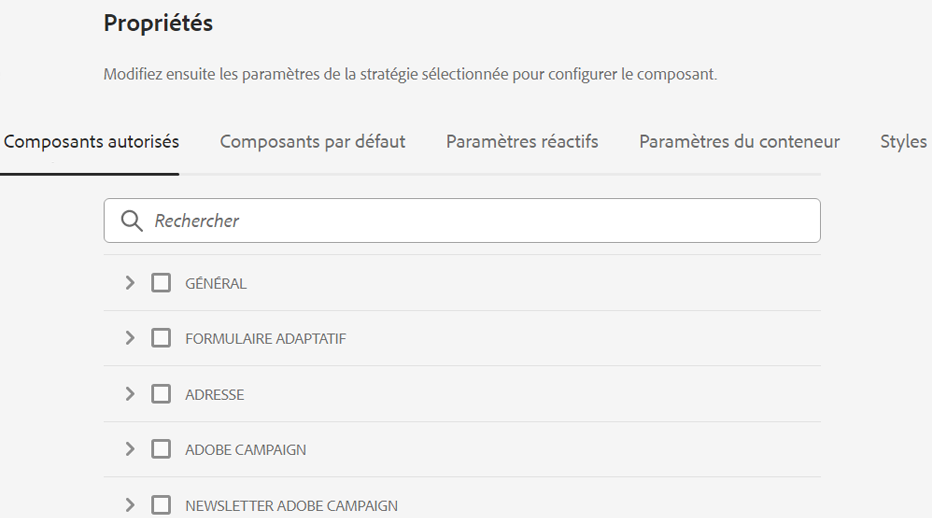 Propriétés
Modifiez ensuite les paramètres de la stratégie sélectionnée pour configurer le composant.
Composants autorisés Composants par défaut Paramètres réactifs Paramètres du conteneur Styles
Rechercher
GÉNÉRAL
FORMULAIRE ADAPTATIF
ADRESSE
ADOBE CAMPAIGN
NEWSLETTER ADOBE CAMPAIGN